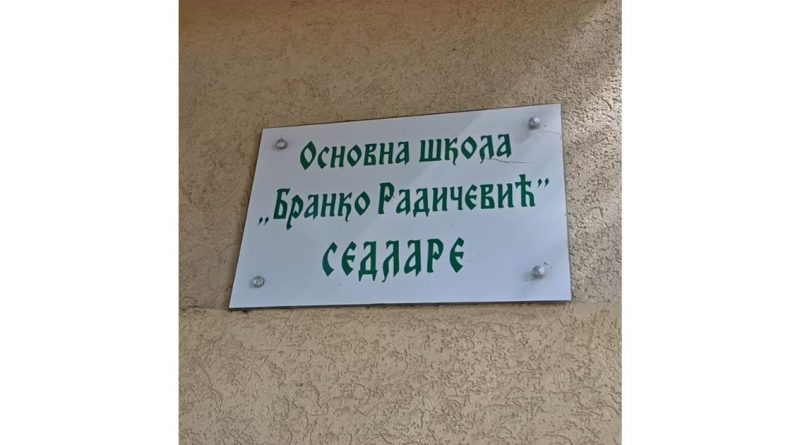 Основна школа
„Бранко Радичевић”
СЕДЛАРЕ